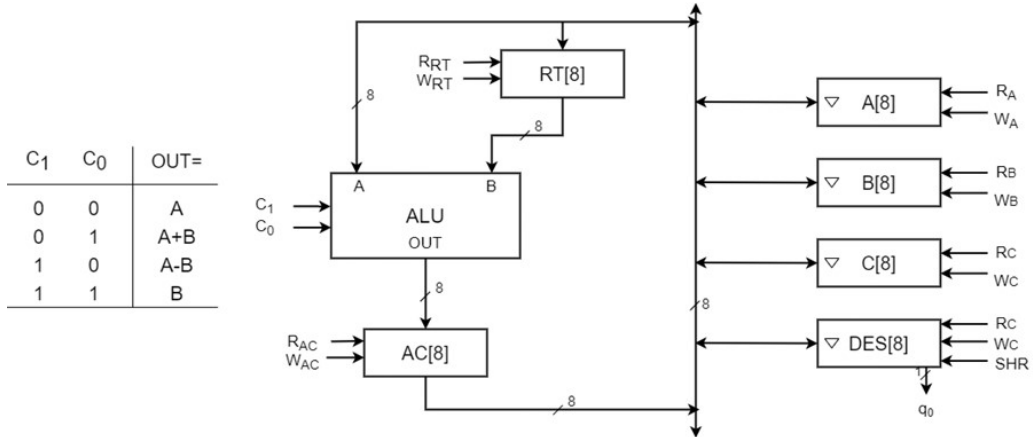 C1 C0 OUT=
0 0 A
0 1 A+B
1 0 A-B
1 1 B
RRT
WRT
RT[8]
8
8
A B
C1
C0
ALU
OUT
8
RAC
WAC
AC[8]
8
8
▽ A[8]
RA
WA
▽ B[8]
RB
WB
▽ C[8]
RC
WC
▽ DES[8]
RC
WC
SHR
1
q0